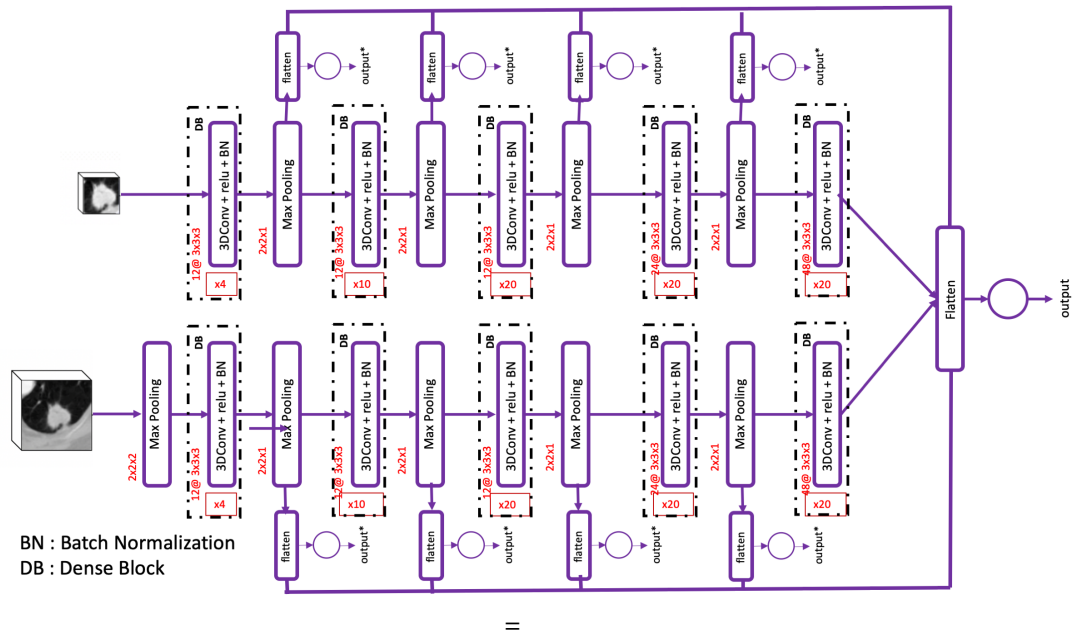 flatten
output*
flatten
output*
flatten
output*
flatten
output*
DB
12@ 3x3x3
3DConv + relu + BN
x4
2x2x1
Max Pooling
DB
12@ 3x3x3
3DConv + relu + BN
x10
2x2x1
Max Pooling
DB
12@ 3x3x3
3DConv + relu + BN
x20
2x2x1
Max Pooling
DB
24@ 3x3x3
3DConv + relu + BN
x20
2x2x1
Max Pooling
DB
48@ 3x3x3
3DConv + relu + BN
x20
Flatten
output
2x2x2
Max Pooling
DB
12@ 3x3x3
3DConv + relu + BN
x4
2x2x1
Max Pooling
DB
12@ 3x3x3
3DConv + relu + BN
x10
2x2x1
Max Pooling
DB
12@ 3x3x3
3DConv + relu + BN
x20
2x2x1
Max Pooling
DB
24@ 3x3x3
3DConv + relu + BN
x20
2x2x1
Max Pooling
DB
48@ 3x3x3
3DConv + relu + BN
x20
flatten
output*
flatten
output*
flatten
output*
flatten
output*
BN : Batch Normalization
DB : Dense Block
=